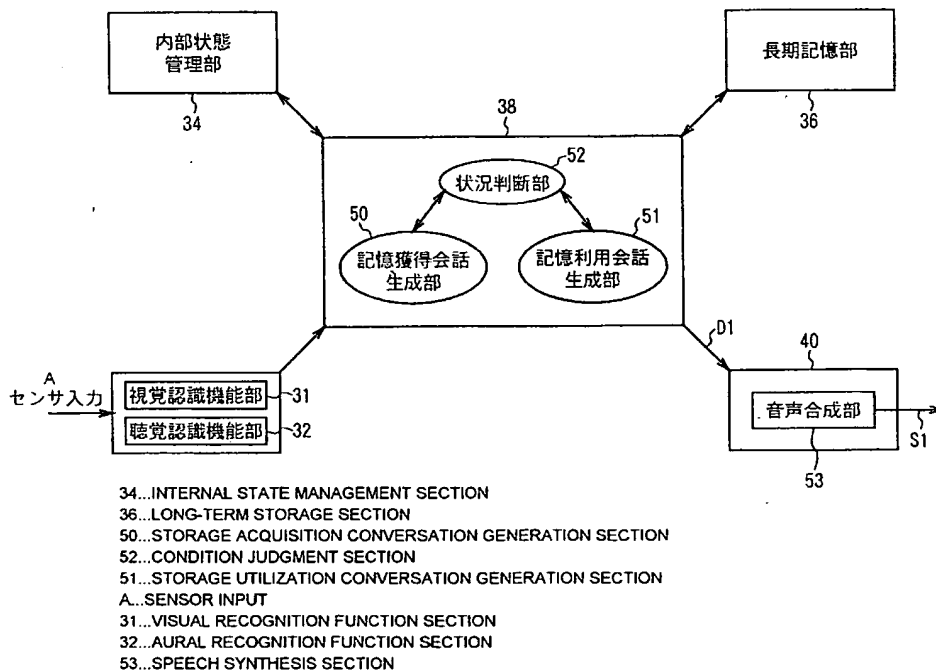 内部状態
管理部
34
長期記憶部
36
38
52
状況判断部
50
記憶獲得会話
生成部
51
記憶利用会話
生成部
D1
A
センサ入力
視覚認識機能部
31
聴覚認識機能部
32
40
音声合成部
53
S1
34...INTERNAL STATE MANAGEMENT SECTION
36...LONG-TERM STORAGE SECTION
50...STORAGE ACQUISITION CONVERSATION GENERATION SECTION
52...CONDITION JUDGMENT SECTION
51...STORAGE UTILIZATION CONVERSATION GENERATION SECTION
A...SENSOR INPUT
31...VISUAL RECOGNITION FUNCTION SECTION
32...AURAL RECOGNITION FUNCTION SECTION
53...SPEECH SYNTHESIS SECTION